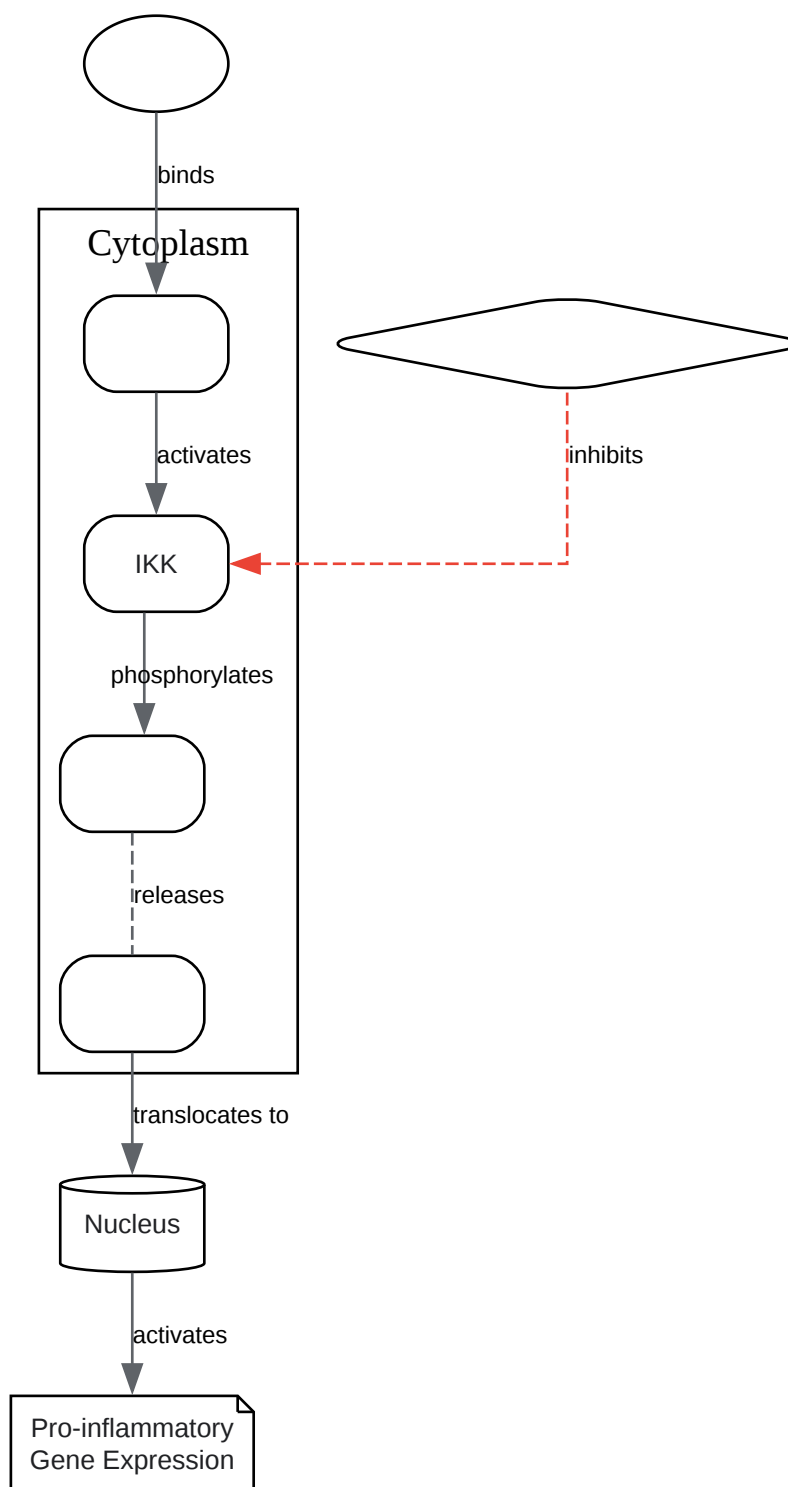 binds
Cytoplasm
activates
inhibits
IKK
phosphorylates
releases
translocates to
Nucleus
activates
Pro-inflammatory
Gene Expression